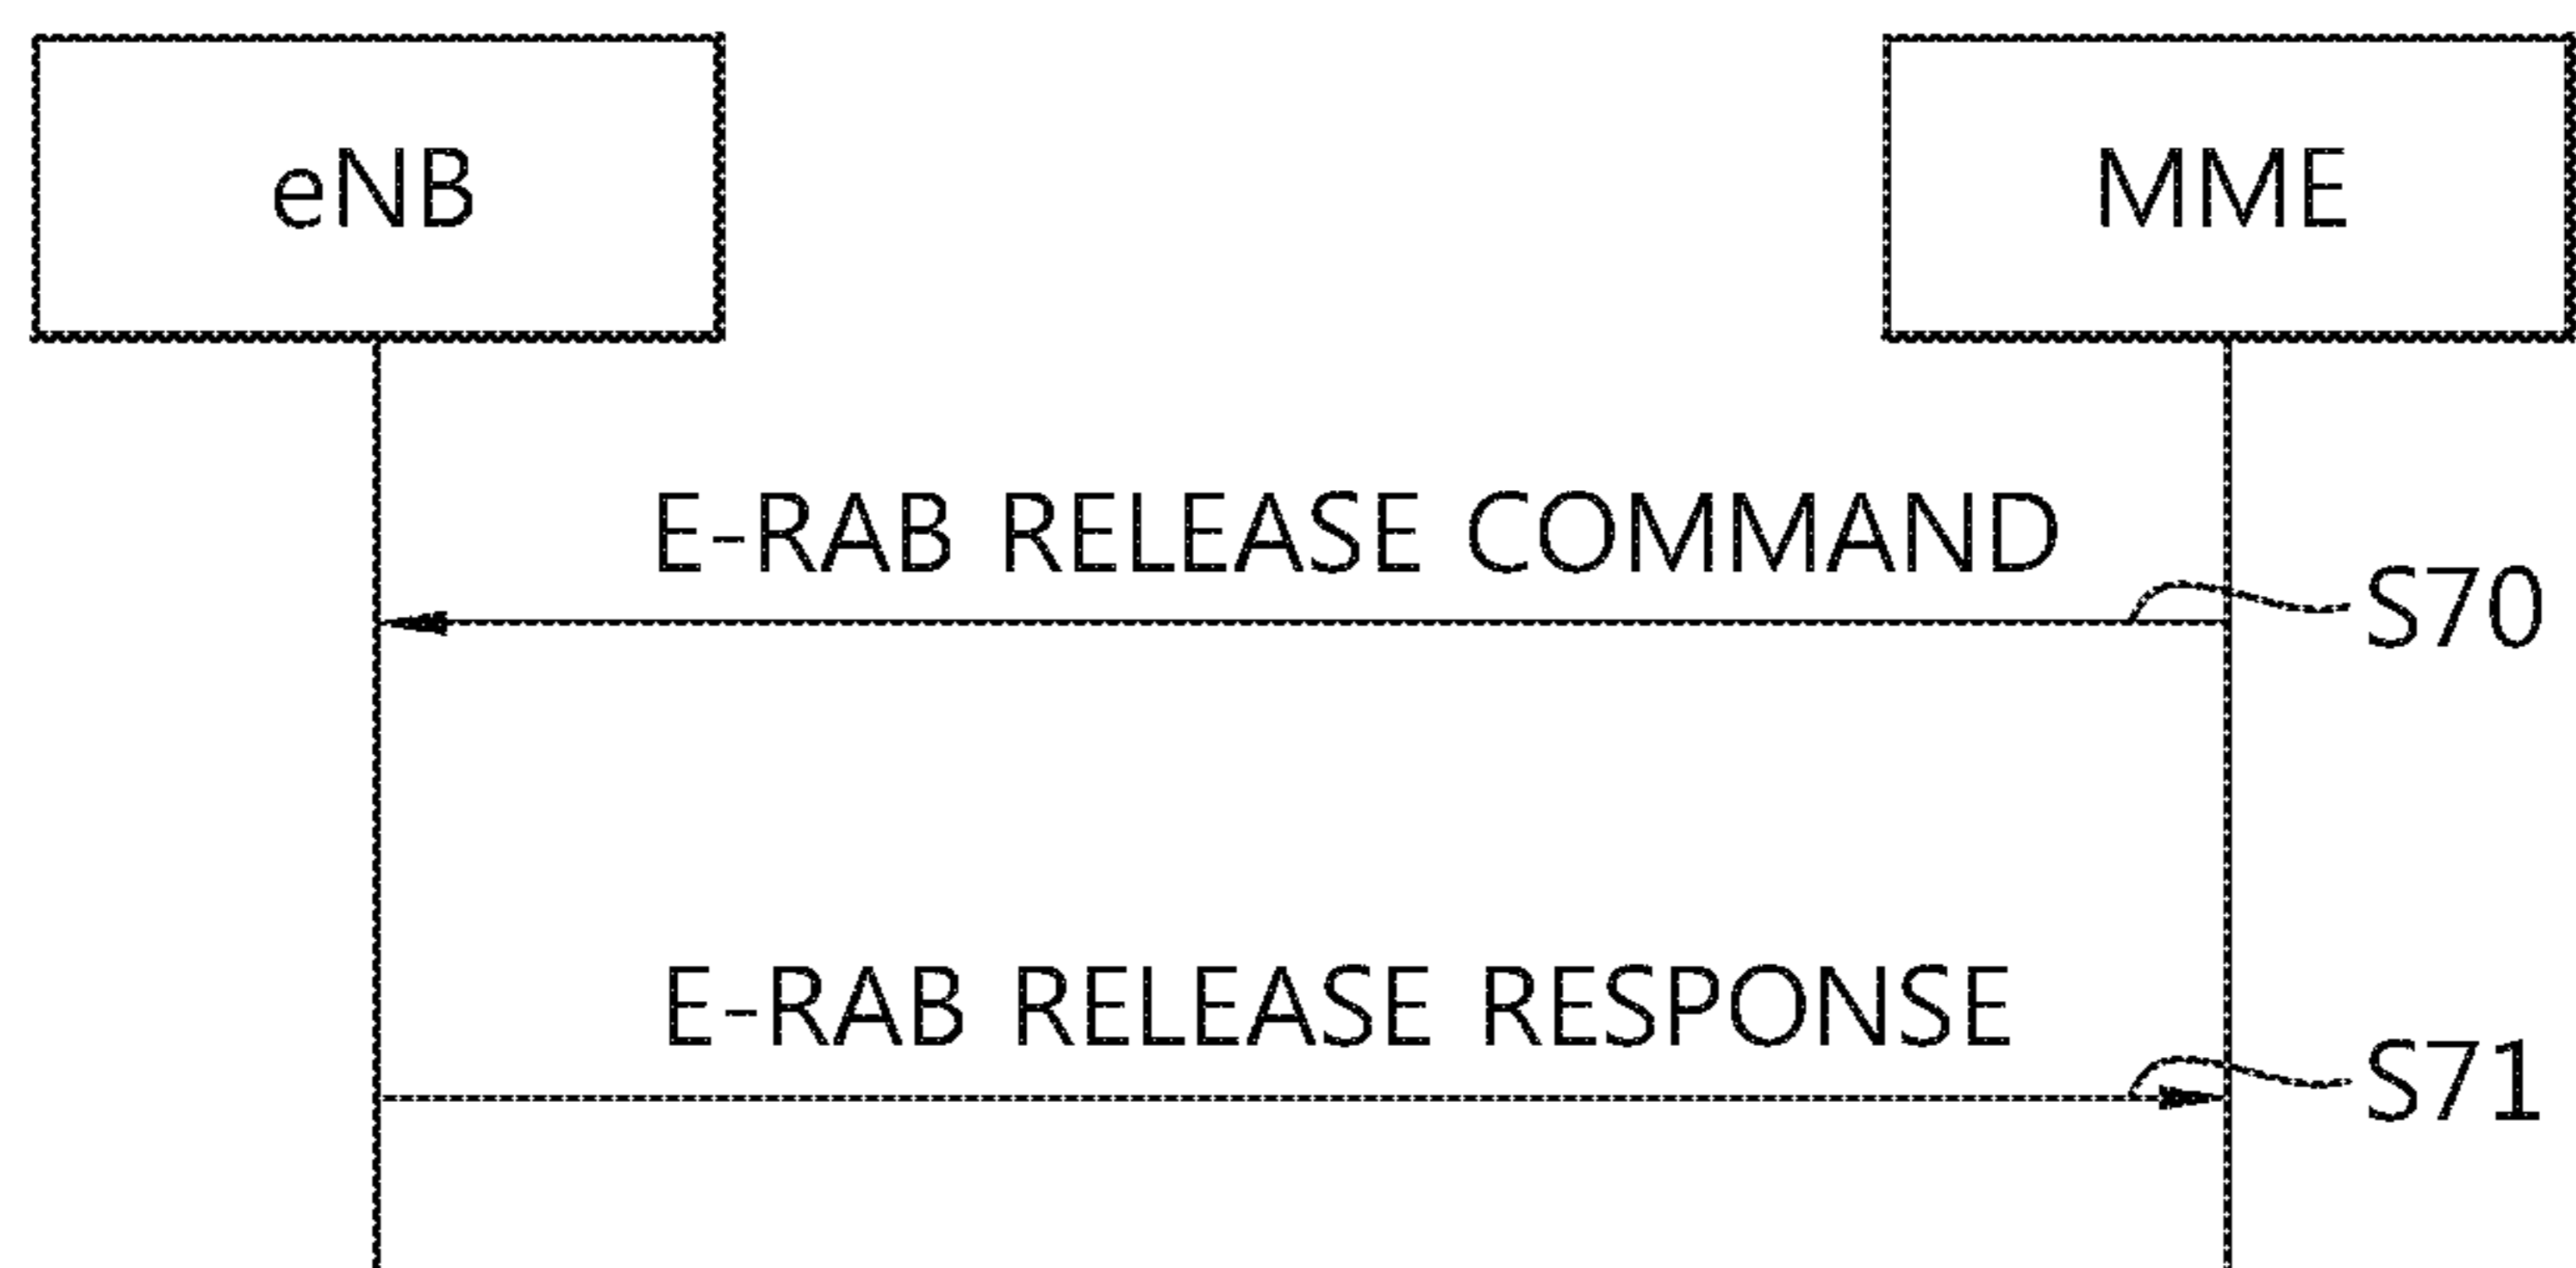 eNB
MME
E-RAB RELEASE COMMAND
S70
E-RAB RELEASE RESPONSE
S71